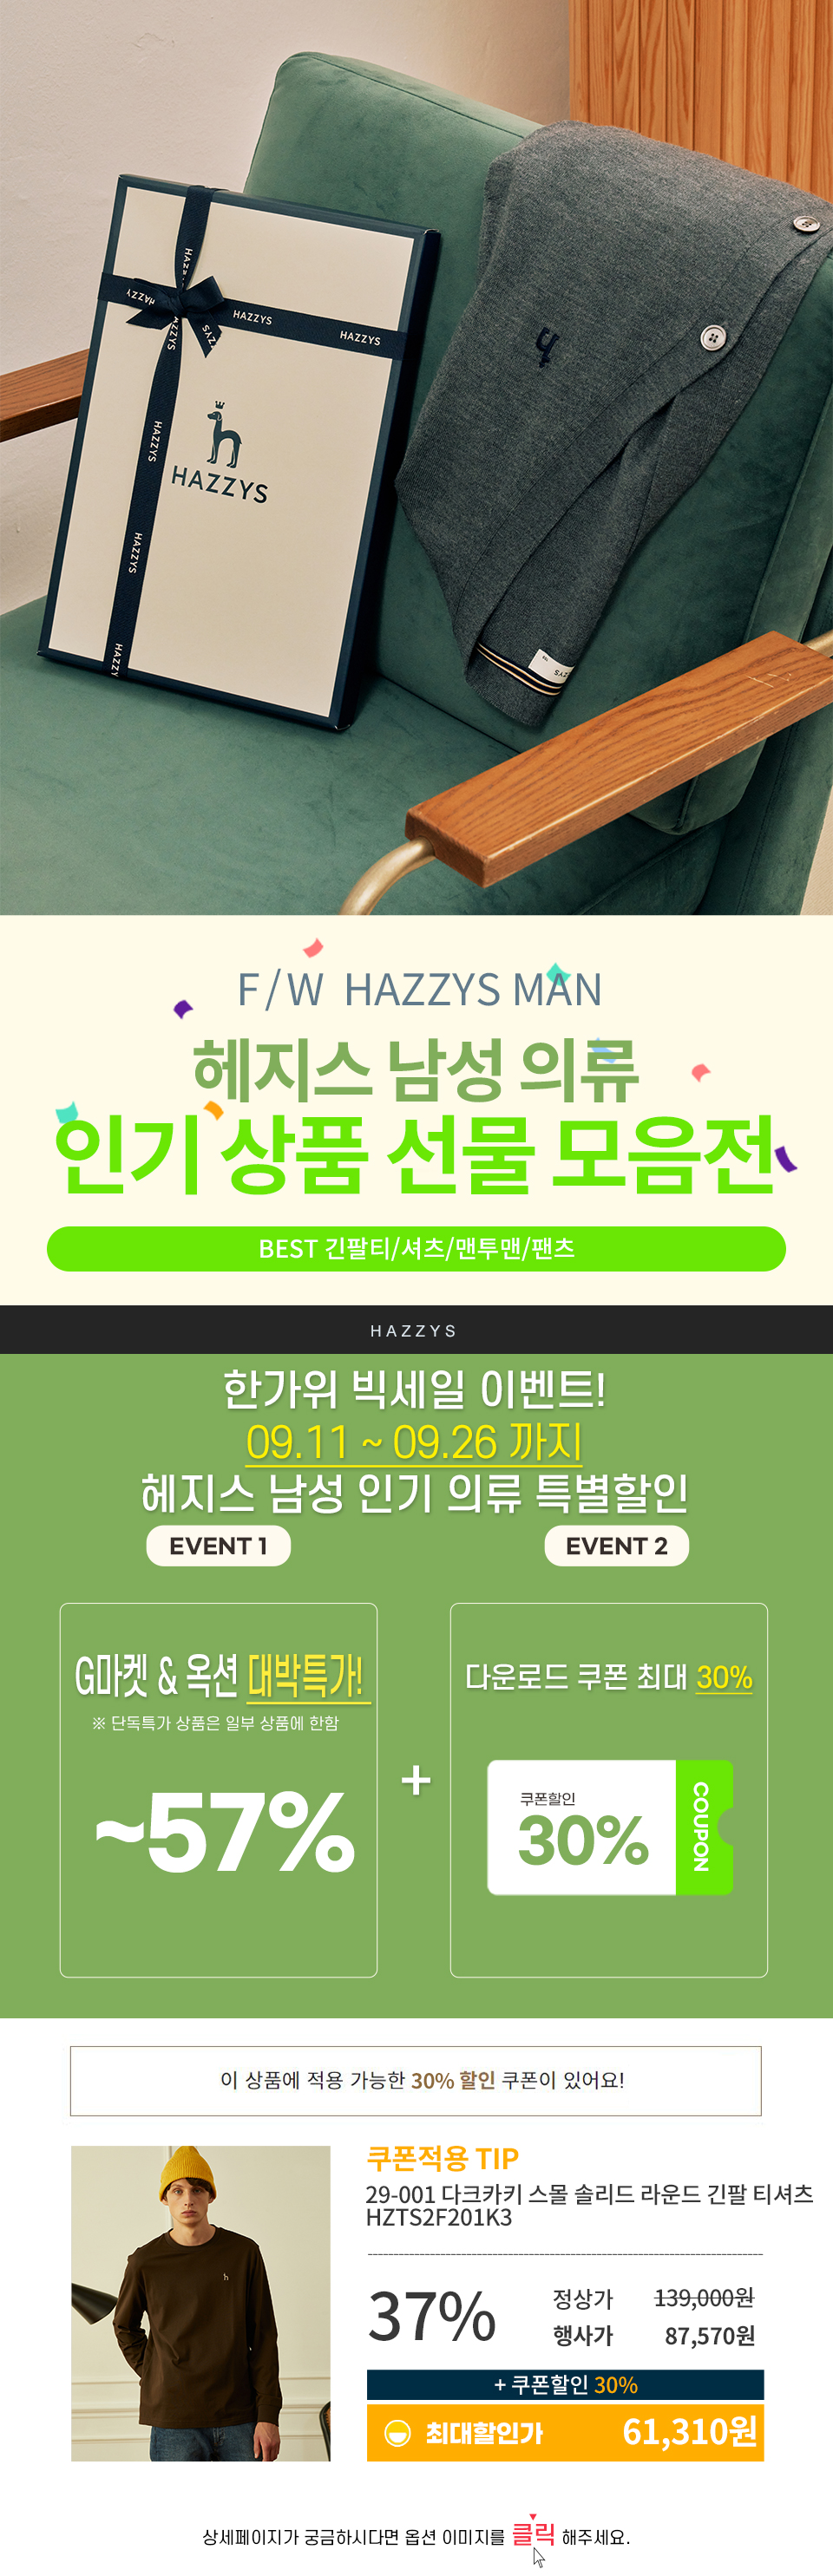 HAZZYS
HAZZYS
HAZZYS
HAZZYS
HAZZYS
HAZZYS
HAZZYS
F/W HAZZYS MAN
헤지스 남성 의류
인기 상품 선물 모음전
BEST 긴팔티/셔츠/맨투맨/팬츠
HAZZYS
한가위 빅세일 이벤트!
09.11 ~ 09.26 까지
헤지스 남성 인기 의류 특별할인
EVENT 1
EVENT 2
G마켓 & 옥션 대박특가!
※ 단독특가 상품은 일부 상품에 한함
~57%
+
다운로드 쿠폰 최대 30%
쿠폰할인
30%
COUPON
이 상품에 적용 가능한 30% 할인 쿠폰이 있어요!
쿠폰적용 TIP
29-001 다크카키 스몰 솔리드 라운드 긴팔 티셔츠
HZTS2F201K3
37%
정상가 139,000원
행사가 87,570원
+ 쿠폰할인 30%
최대할인가 61,310원
상세페이지가 궁금하시다면 옵션 이미지를 클릭 해주세요.